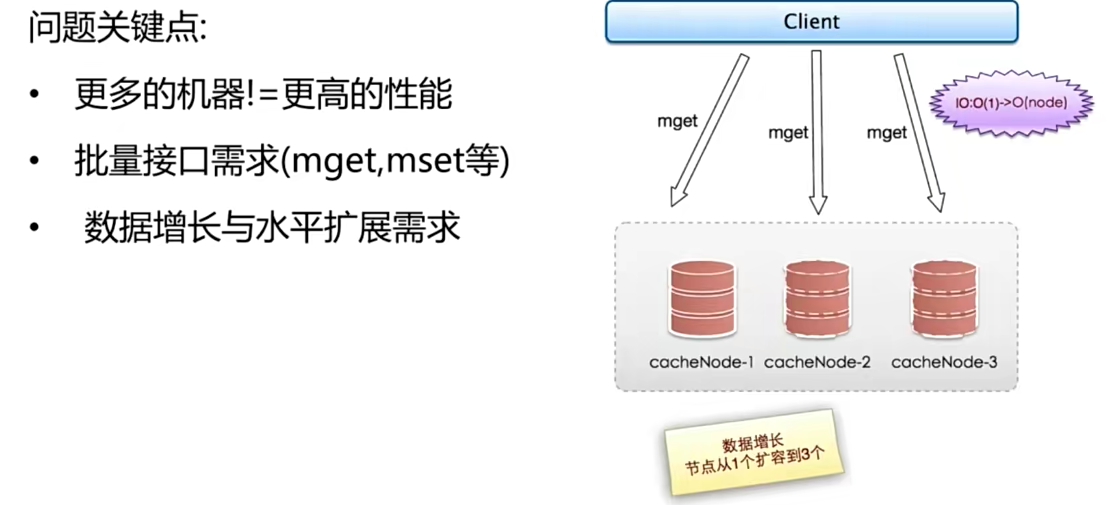 问题关键点:
• 更多的机器!=更高的性能
• 批量接口需求(mget,mset等)
• 数据增长与水平扩展需求
Client
IO:O(1)->O(node)
mget
mget
mget
cacheNode-1
cacheNode-2
cacheNode-3
数据增长
节点从1个扩容到3个